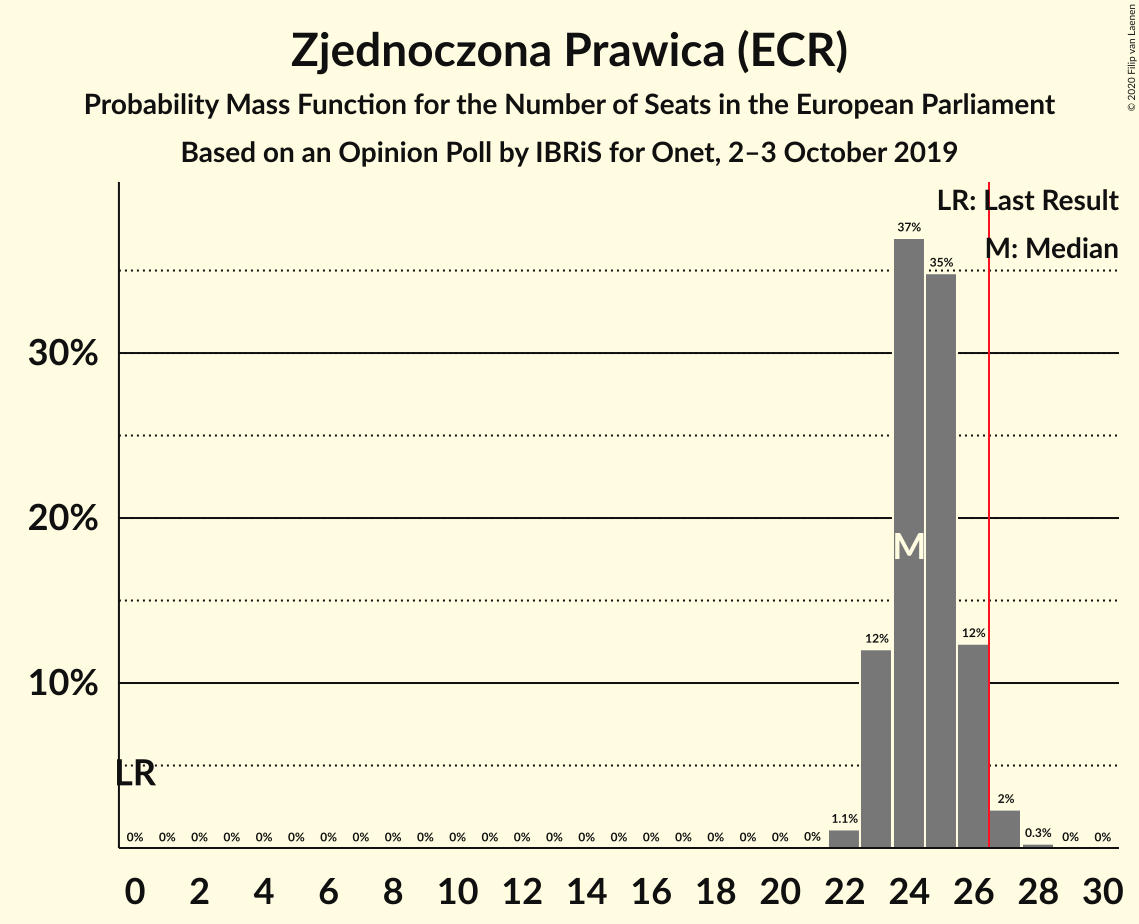 Zjednoczona Prawica (ECR)
Probability Mass Function for the Number of Seats in the European Parliament
Based on an Opinion Poll by IBRiS for Onet, 2–3 October 2019
© 2020 Filip van Laenen
LR: Last Result
M: Median
37%
35%
30%
20%
M
12%
12%
10%
LR
0% 0% 0% 0% 0% 0% 0% 0% 0% 0% 0% 0% 0% 0% 0% 0% 0% 0% 0% 0% 0% 0% 1.1% 2% 0.3% 0% 0%
0 2 4 6 8 10 12 14 16 18 20 22 24 26 28 30